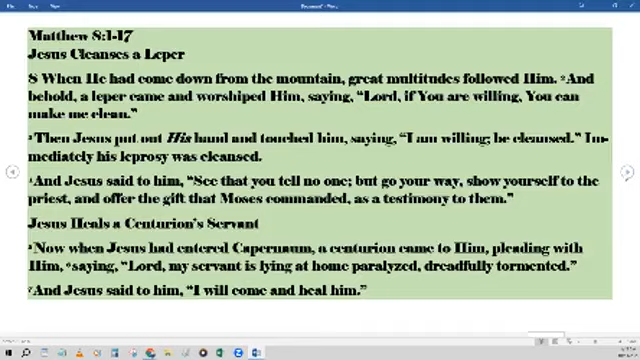 Matthew 8:1-17
Jesus Cleanses a Leper
8 When He had come down from the mountain, great multitudes followed Him. ²And
behold, a leper came and worshiped Him, saying, “Lord, if You are willing, You can
make me clean.”
³Then Jesus put out His hand and touched him, saying, “I am willing; be cleansed.” Im-
mediately his leprosy was cleansed.
⁴And Jesus said to him, “See that you tell no one; but go your way, show yourself to the
priest, and offer the gift that Moses commanded, as a testimony to them.”
Jesus Heals a Centurion’s Servant
⁵Now when Jesus had entered Capernaum, a centurion came to Him, pleading with
Him, ⁶saying, “Lord, my servant is lying at home paralyzed, dreadfully tormented.”
⁷And Jesus said to him, “I will come and heal him.”